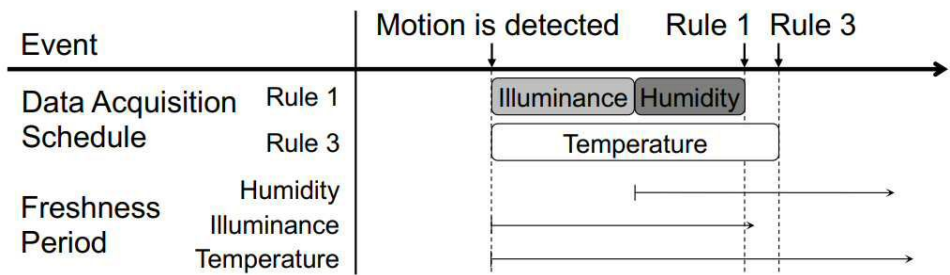 Motion is detected Rule 1 Rule 3
Event
Data Acquisition Schedule
Rule 1 Illuminance Humidity
Rule 3 Temperature
Freshness Period
Humidity
Illuminance
Temperature